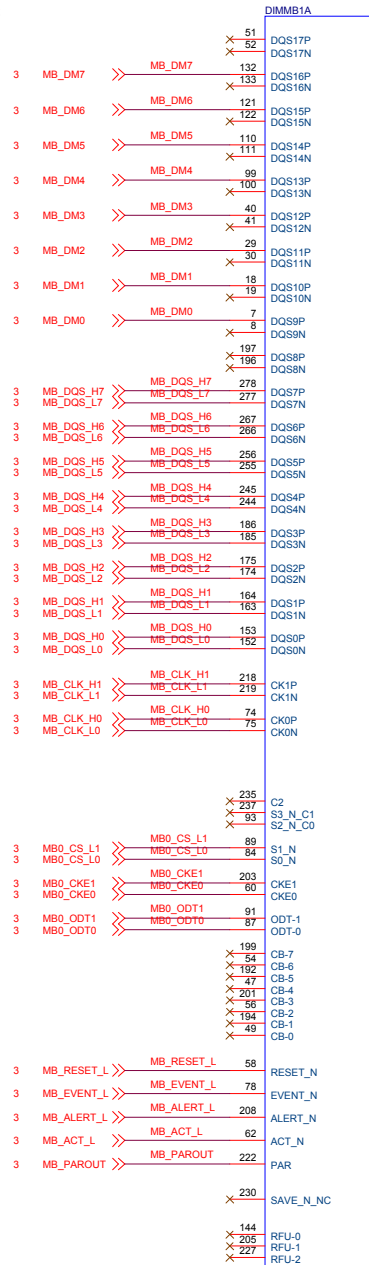 DIMMB1A
51 DQS17P
52 DQS17N
3 MB_DM7 MB_DM7 132 DQS16P
133 DQS16N
3 MB_DM6 MB_DM6 121 DQS15P
122 DQS15N
3 MB_DM5 MB_DM5 110 DQS14P
111 DQS14N
3 MB_DM4 MB_DM4 99 DQS13P
100 DQS13N
3 MB_DM3 MB_DM3 40 DQS12P
41 DQS12N
3 MB_DM2 MB_DM2 29 DQS11P
30 DQS11N
3 MB_DM1 MB_DM1 18 DQS10P
19 DQS10N
3 MB_DM0 MB_DM0 7 DQS9P
8 DQS9N
197 DQS8P
196 DQS8N
3 MB_DQS_H7 MB_DQS_H7 278 DQS7P
3 MB_DQS_L7 MB_DQS_L7 277 DQS7N
3 MB_DQS_H6 MB_DQS_H6 267 DQS6P
3 MB_DQS_L6 MB_DQS_L6 266 DQS6N
3 MB_DQS_H5 MB_DQS_H5 256 DQS5P
3 MB_DQS_L5 MB_DQS_L5 255 DQS5N
3 MB_DQS_H4 MB_DQS_H4 245 DQS4P
3 MB_DQS_L4 MB_DQS_L4 244 DQS4N
3 MB_DQS_H3 MB_DQS_H3 186 DQS3P
3 MB_DQS_L3 MB_DQS_L3 185 DQS3N
3 MB_DQS_H2 MB_DQS_H2 175 DQS2P
3 MB_DQS_L2 MB_DQS_L2 174 DQS2N
3 MB_DQS_H1 MB_DQS_H1 164 DQS1P
3 MB_DQS_L1 MB_DQS_L1 163 DQS1N
3 MB_DQS_H0 MB_DQS_H0 153 DQS0P
3 MB_DQS_L0 MB_DQS_L0 152 DQS0N
3 MB_CLK_H1 MB_CLK_H1 218 CK1P
3 MB_CLK_L1 MB_CLK_L1 219 CK1N
3 MB_CLK_H0 MB_CLK_H0 74 CK0P
3 MB_CLK_L0 MB_CLK_L0 75 CK0N
235 C2
237 S3_N_C1
93 S2_N_C0
3 MB0_CS_L1 MB0_CS_L1 89 S1_N
3 MB0_CS_L0 MB0_CS_L0 84 S0_N
3 MB0_CKE1 MB0_CKE1 203 CKE1
3 MB0_CKE0 MB0_CKE0 60 CKE0
3 MB0_ODT1 MB0_ODT1 91 ODT-1
3 MB0_ODT0 MB0_ODT0 87 ODT-0
199 CB-7
54 CB-6
192 CB-5
47 CB-4
201 CB-3
56 CB-2
194 CB-1
49 CB-0
3 MB_RESET_L MB_RESET_L 58 RESET_N
3 MB_EVENT_L MB_EVENT_L 78 EVENT_N
3 MB_ALERT_L MB_ALERT_L 208 ALERT_N
3 MB_ACT_L MB_ACT_L 62 ACT_N
3 MB_PAROUT MB_PAROUT 222 PAR
230 SAVE_N_NC
144 RFU-0
205 RFU-1
227 RFU-2